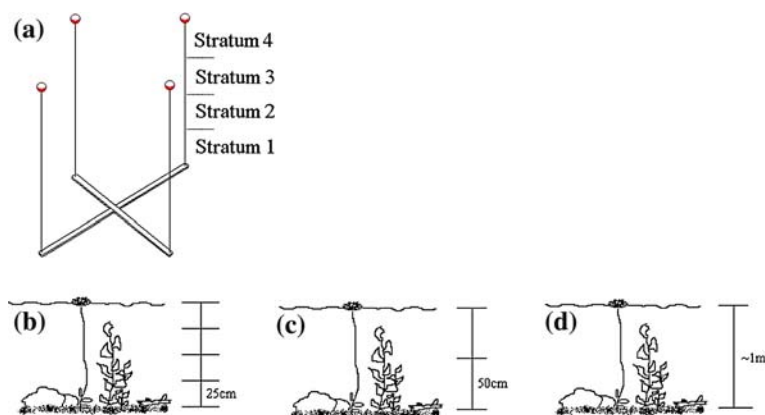 (a)
Stratum 4
Stratum 3
Stratum 2
Stratum 1
(b)
25cm
(c)
50cm
(d)
~1m